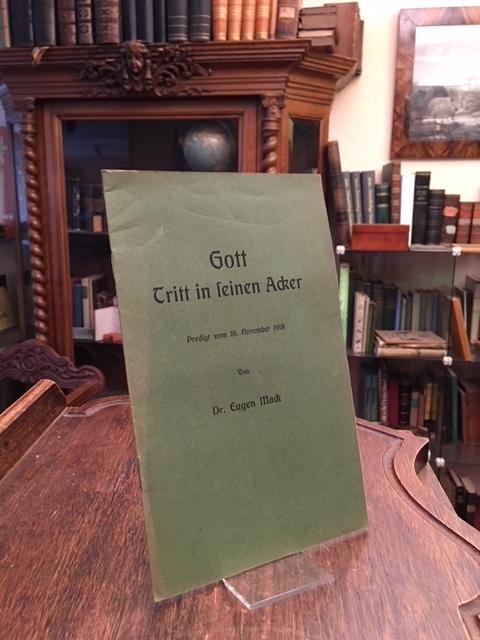 Gott
Tritt in seinen Acker
Predigt vom 10. November 1918
Von
Dr. Eugen Mack